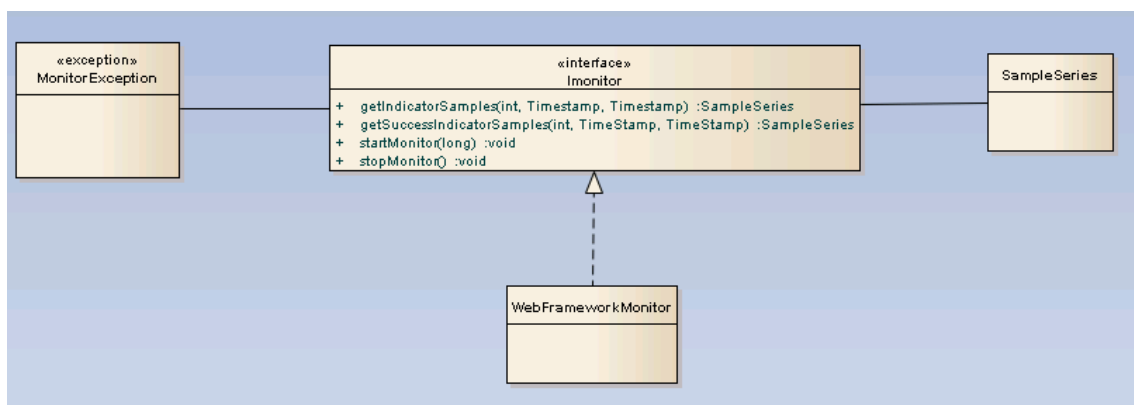 «exception»
MonitorException
«interface»
Imonitor
+ getIndicatorSamples(int, Timestamp, Timestamp) :SampleSeries
+ getSuccessIndicatorSamples(int, TimeStamp, TimeStamp) :SampleSeries
+ startMonitor(long) :void
+ stopMonitor() :void
SampleSeries
WebFrameworkMonitor